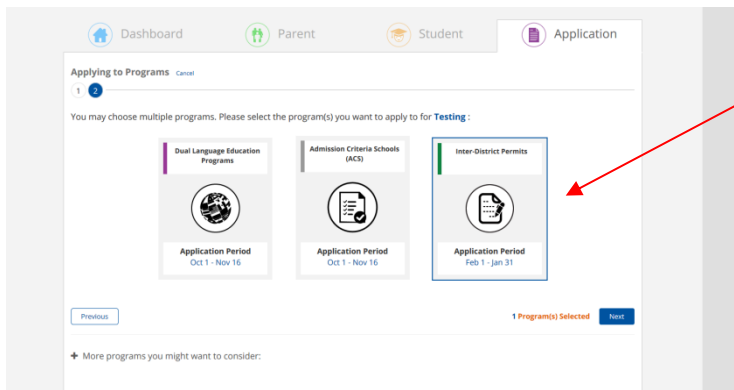 Dashboard
Parent
Student
Application
Applying to Programs Cancel
1 2
You may choose multiple programs. Please select the program(s) you want to apply to for Testing :
Dual Language Education
Programs
Application Period
Oct 1 - Nov 16
Admission Criteria Schools
(ACS)
Application Period
Oct 1 - Nov 16
Inter-District Permits
Application Period
Feb 1 - Jan 31
Previous
1 Program(s) Selected
Next
+ More programs you might want to consider: